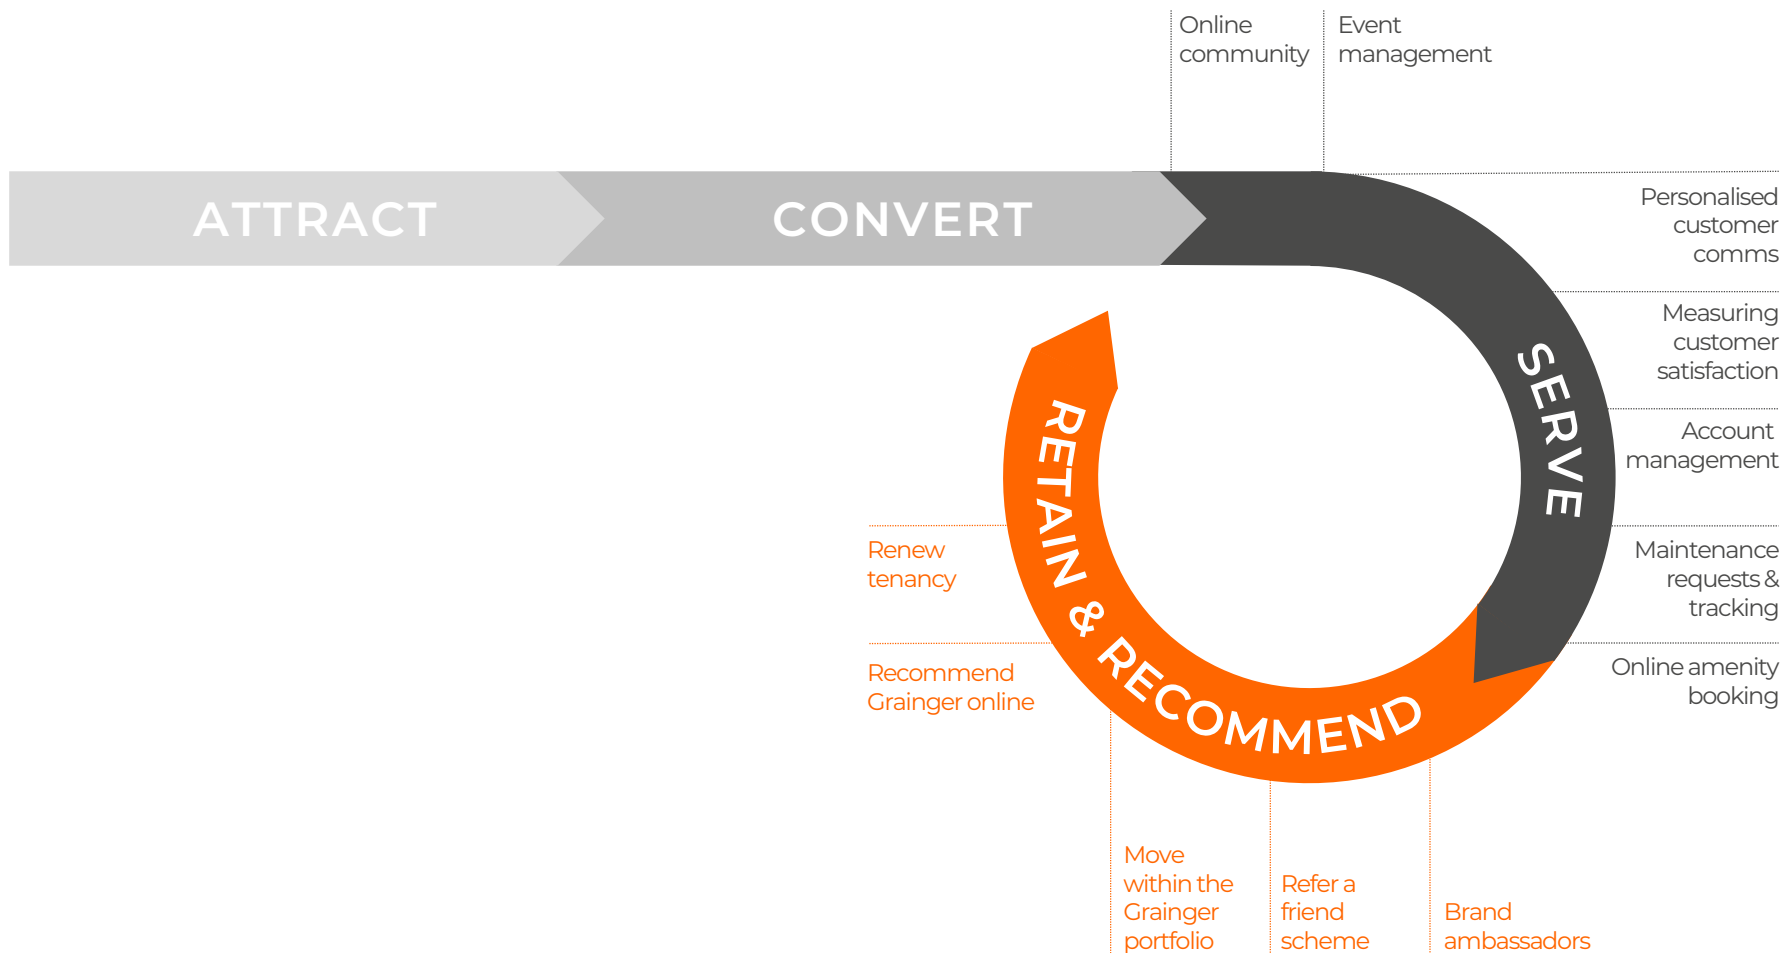 Online
community
Event
management
ATTRACT
CONVERT
SERVE
Personalised
customer
comms
Measuring
customer
satisfaction
Account
management
Maintenance
requests &
tracking
Online amenity
booking
RETAIN & RECOMMEND
Renew
tenancy
Recommend
Grainger online
Move
within the
Grainger
portfolio
Refer a
friend
scheme
Brand
ambassadors